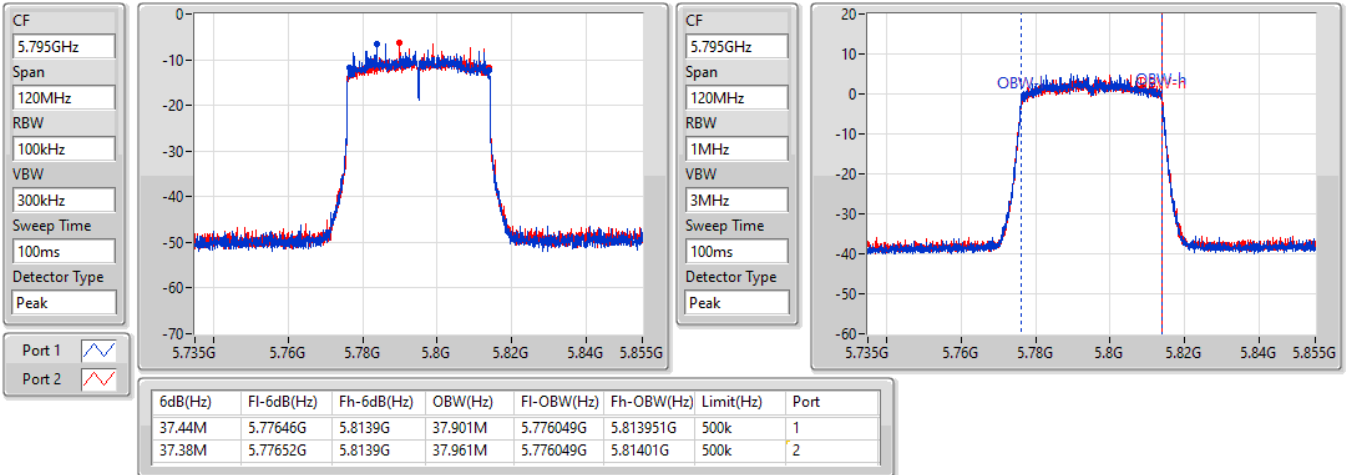 CF
5.795GHz
Span
120MHz
RBW
100kHz
VBW
300kHz
Sweep Time
100ms
Detector Type
Peak
Port 1
Port 2
0
-10
-20
-30
-40
-50
-60
-70
5.735G 5.76G 5.78G 5.8G 5.82G 5.84G 5.855G
CF
5.795GHz
Span
120MHz
RBW
1MHz
VBW
3MHz
Sweep Time
100ms
Detector Type
Peak
20
10
0
-10
-20
-30
-40
-50
-60
OBW-h
5.735G 5.76G 5.78G 5.8G 5.82G 5.84G 5.855G
6dB(Hz) Fl-6dB(Hz) Fh-6dB(Hz) OBW(Hz) Fl-OBW(Hz) Fh-OBW(Hz) Limit(Hz) Port
37.44M 5.77646G 5.8139G 37.901M 5.776049G 5.813951G 500k 1
37.38M 5.77652G 5.8139G 37.961M 5.776049G 5.81401G 500k 2